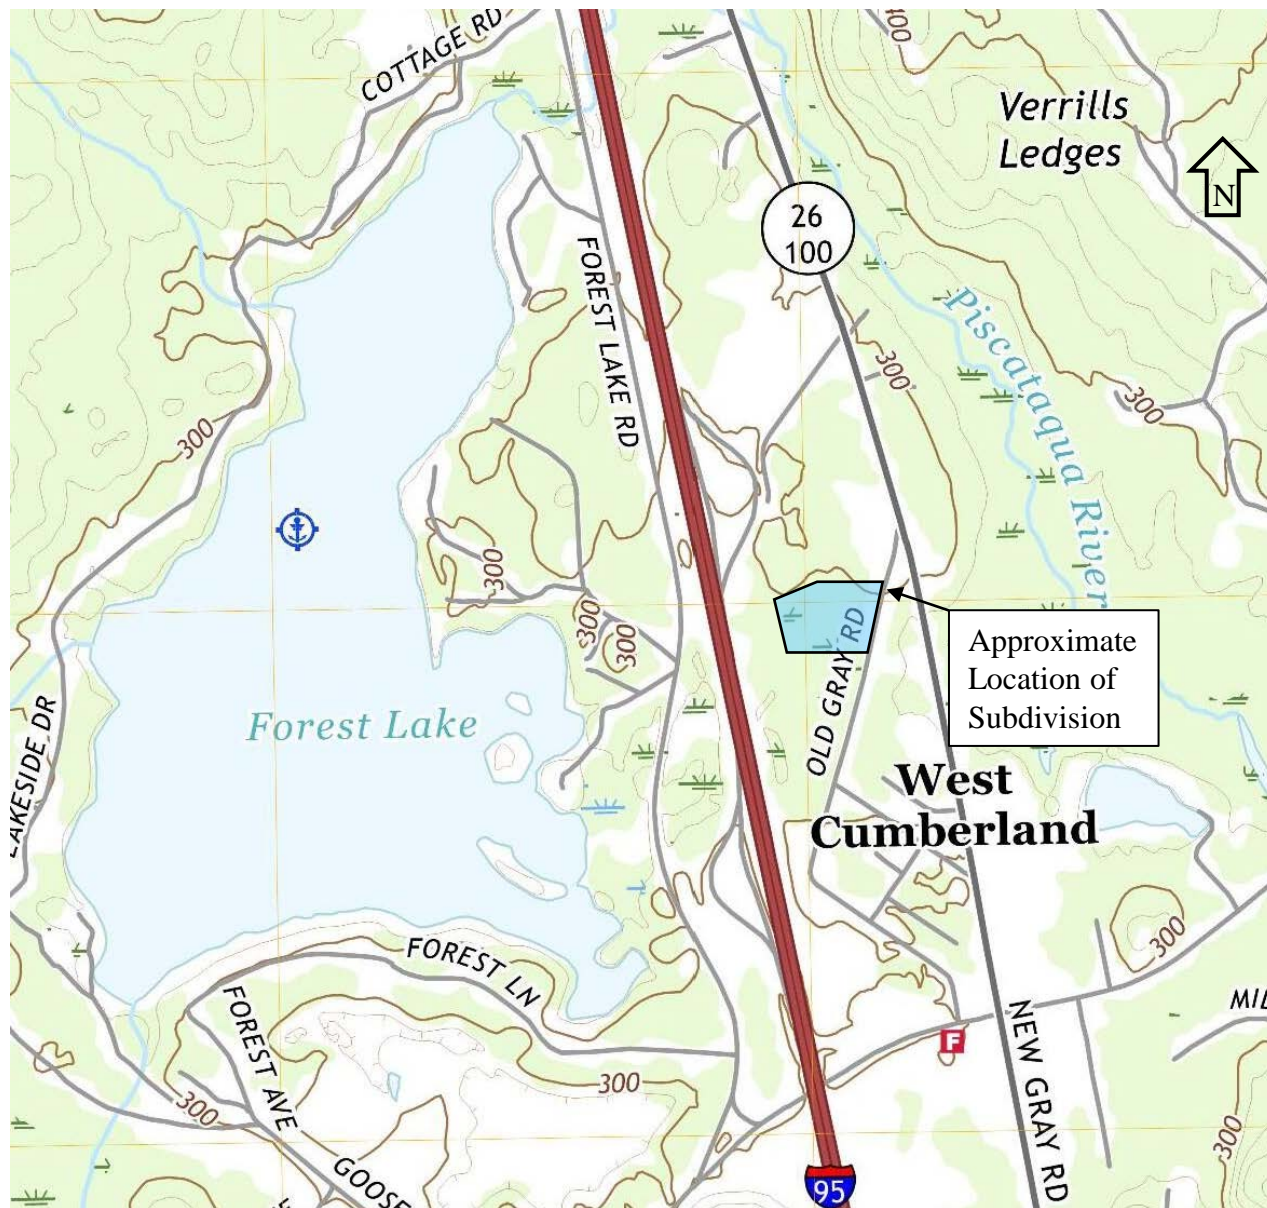 COTTAGE RD
400
Verrills
Ledges
N
26
100
FOREST LAKE RD
Piscataqua River
300
300
300
300
300
300
OLD GRAY RD
Approximate
Location of
Subdivision
Forest Lake
LAKESIDE DR
West
Cumberland
FOREST LN
300
FOREST AVE
F
NEW GRAY RD
MIL
300
300
300
GOOSE
95